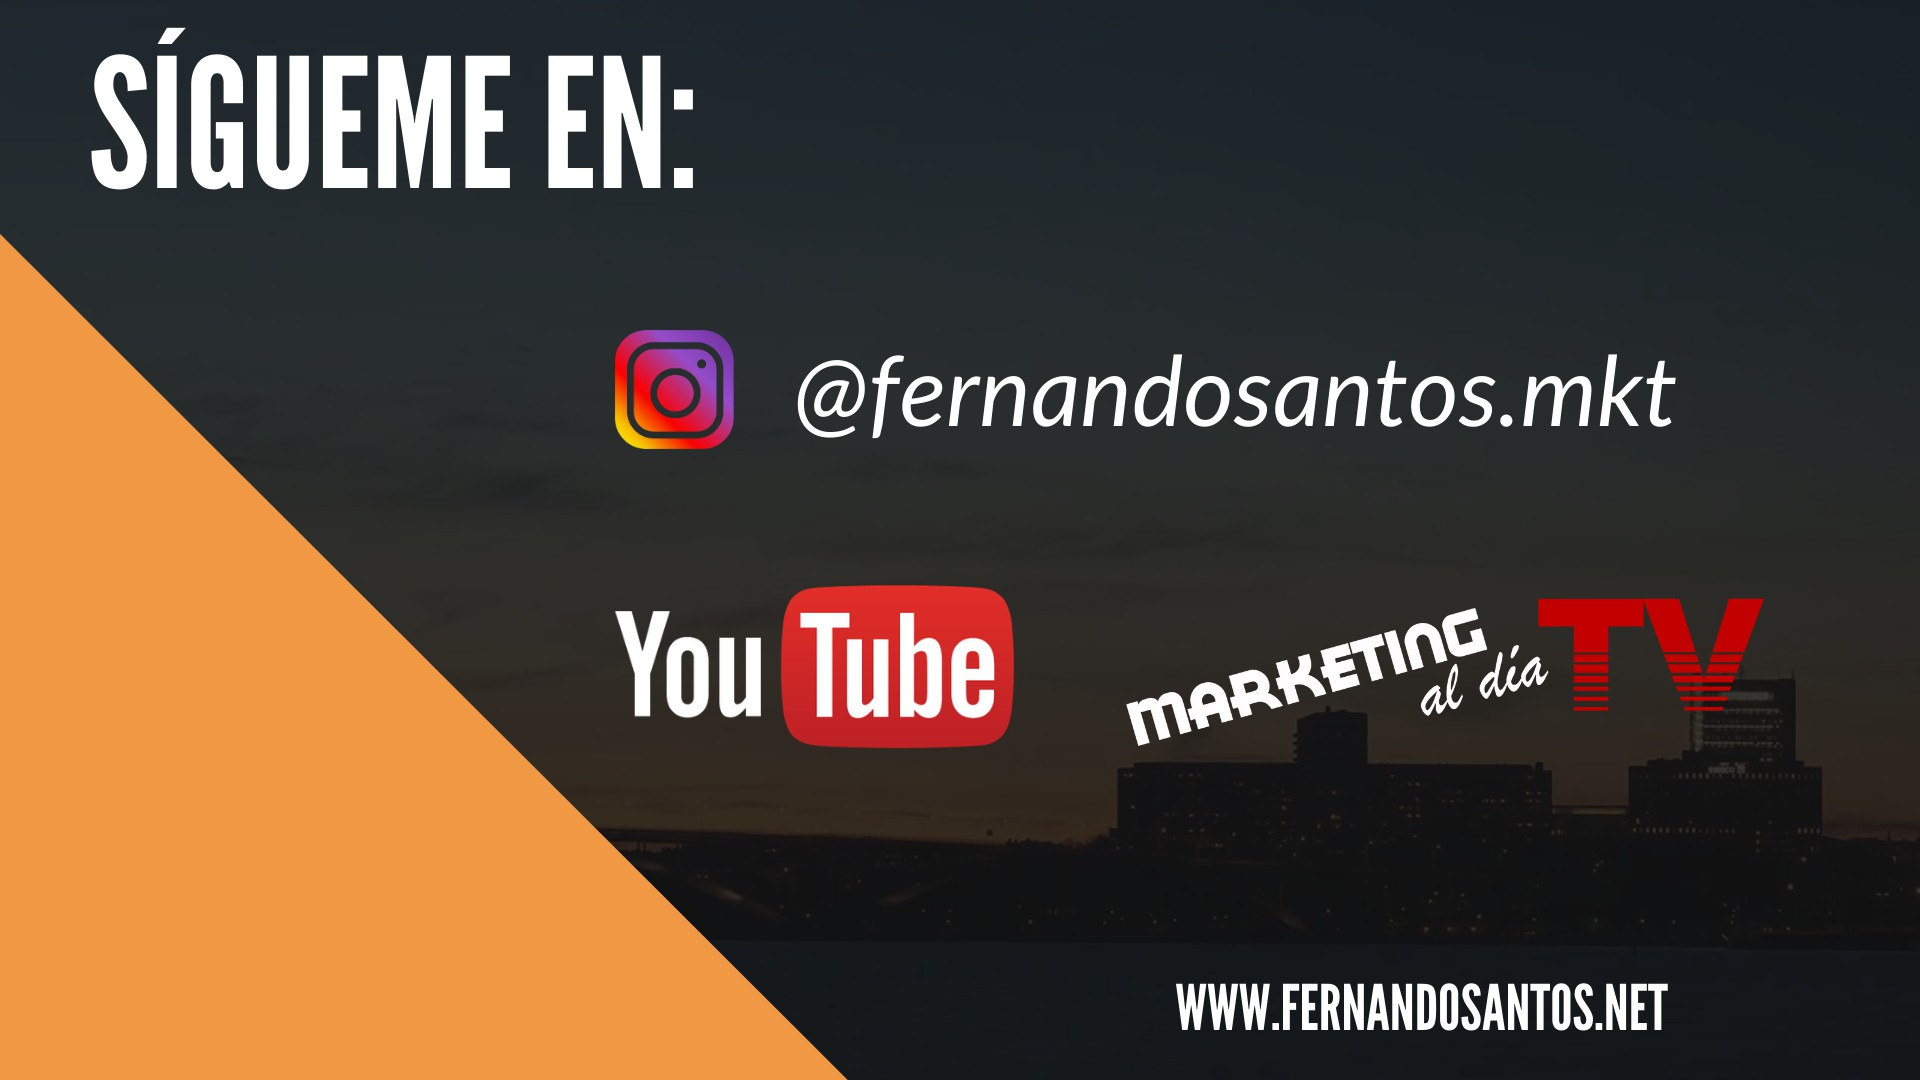 SÍGUEME EN:
@fernandosantos.mkt
YouTube
MARKETING
al día
TV
WWW.FERNANDOSANTOS.NET